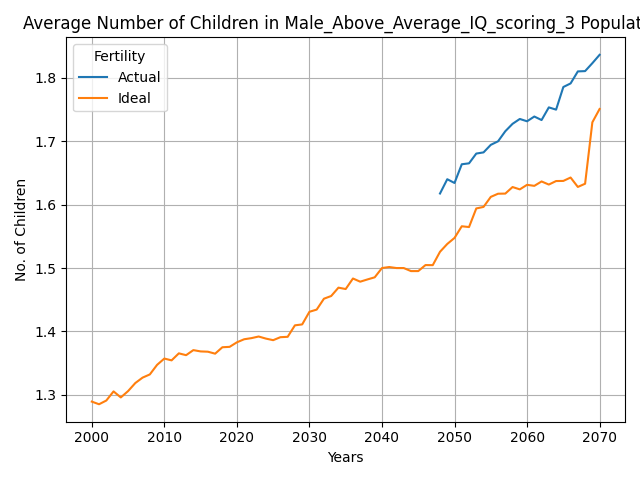 Average Number of Children in Male_Above_Average_IQ_scoring_3 Populat
Fertility
Actual
Ideal
1.8
1.7
1.6
1.5
1.4
1.3
No. of Children
2000 2010 2020 2030 2040 2050 2060 2070
Years